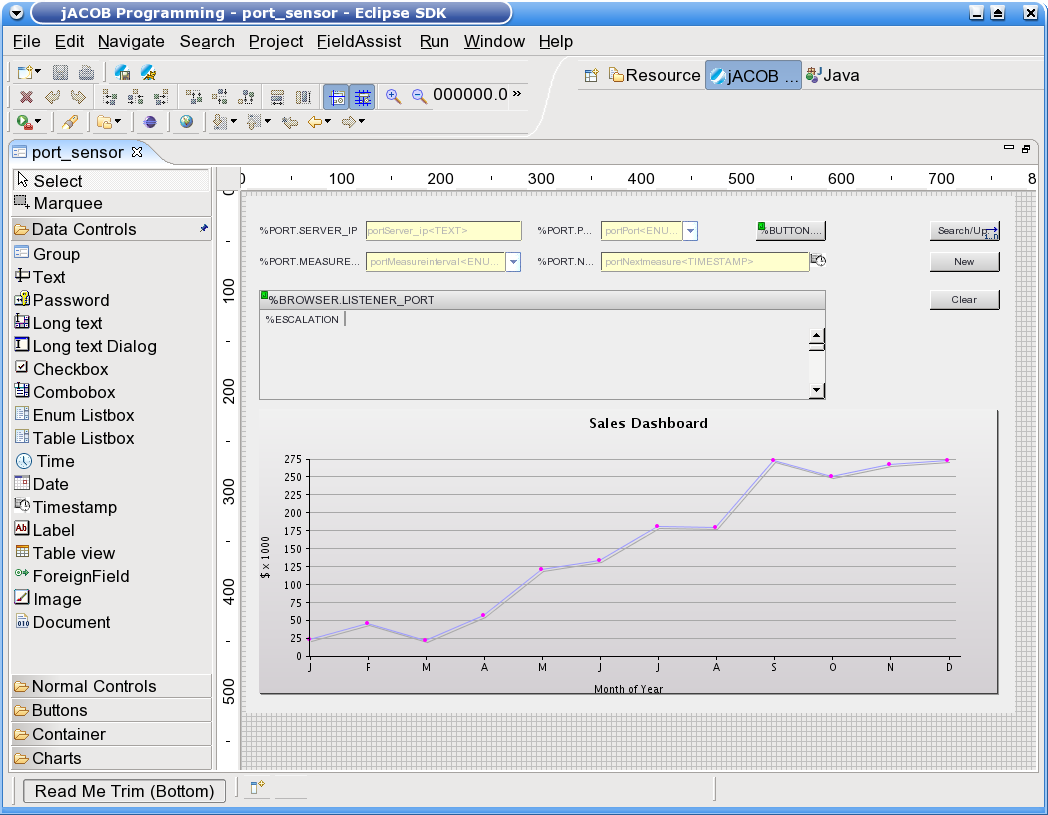 jACOB Programming - port_sensor - Eclipse SDK
File Edit Navigate Search Project FieldAssist Run Window Help
Resource jACOB ... Java
000000.0 »
port_sensor
0 100 200 300 400 500 600 700 8
Select
Marquee
Data Controls
Group
Text
Password
Long text
Long text Dialog
Checkbox
Combobox
Enum Listbox
Table Listbox
Time
Date
Timestamp
Label
Table view
ForeignField
Image
Document
Normal Controls
Buttons
Container
Charts
0
100
200
300
400
500
%PORT.SERVER_IP portServer_ip<TEXT> %PORT.P... portPort<ENU... %BUTTON.... Search/Up
%PORT.MEASURE... portMeasureinterval<ENU... %PORT.N... portNextmeasure<TIMESTAMP> New
%BROWSER.LISTENER_PORT Clear
%ESCALATION
Sales Dashboard
275
250
225
200
175
150
125
100
75
50
25
0
$ x 1000
J F M A M J J A S O N D
Month of Year
Read Me Trim (Bottom)